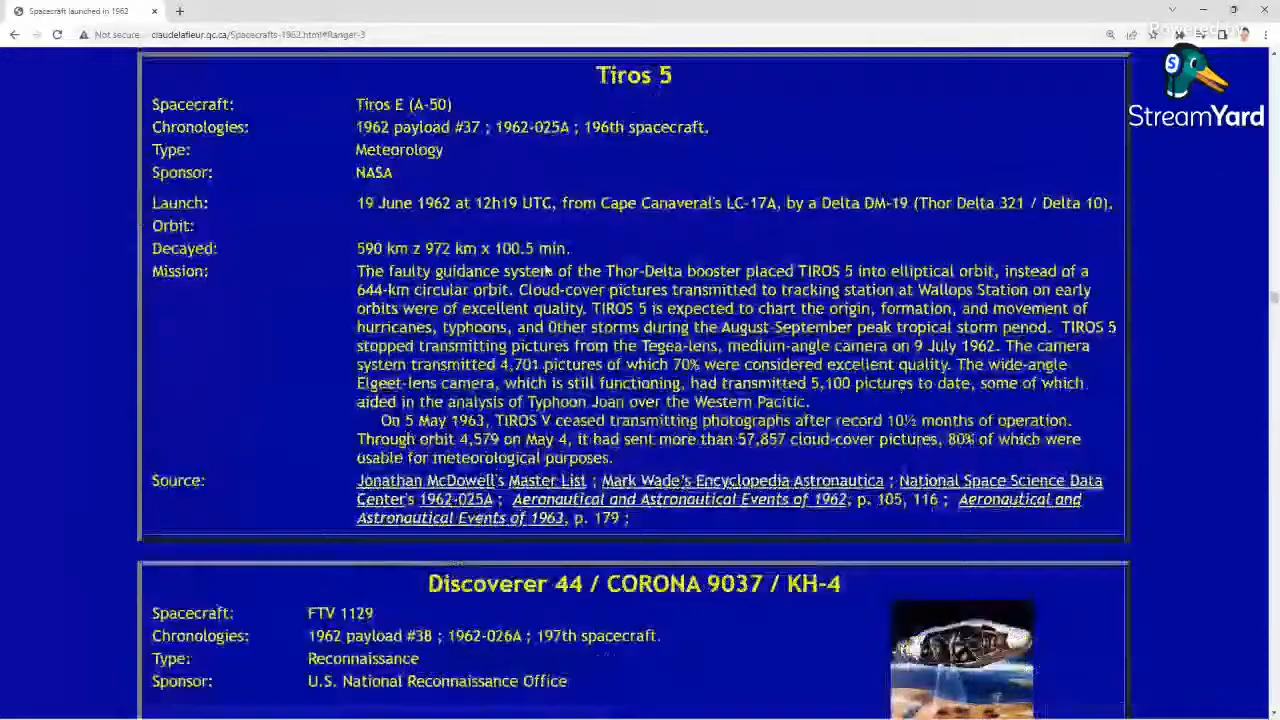 Spacecraft launched in 1962
Not secure claudelafleur.qc.ca/Spacecrafts-1962.html#Ranger-3
Powered by
StreamYard
Tiros 5
Spacecraft: Tiros E (A-50)
Chronologies: 1962 payload #37 ; 1962-025A ; 196th spacecraft.
Type: Meteorology
Sponsor: NASA
Launch: 19 June 1962 at 12h19 UTC, from Cape Canaveral's LC-17A, by a Delta DM-19 (Thor Delta 321 / Delta 10).
Orbit:
Decayed: 590 km z 972 km x 100.5 min.
Mission: The faulty guidance system of the Thor-Delta booster placed TIROS 5 into elliptical orbit, instead of a
644-km circular orbit. Cloud-cover pictures transmitted to tracking station at Wallops Station on early
orbits were of excellent quality. TIROS 5 is expected to chart the origin, formation, and movement of
hurricanes, typhoons, and 0ther storms during the August-September peak tropical storm period. TIROS 5
stopped transmitting pictures from the Tegea-lens, medium-angle camera on 9 July 1962. The camera
system transmitted 4,701 pictures of which 70% were considered excellent quality. The wide-angle
Elgeet-lens camera, which is still functioning, had transmitted 5,100 pictures to date, some of which
aided in the analysis of Typhoon Joan over the Western Pacific.
On 5 May 1963, TIROS V ceased transmitting photographs after record 10½ months of operation.
Through orbit 4,579 on May 4, it had sent more than 57,857 cloud-cover pictures, 80% of which were
usable for meteorological purposes.
Source: Jonathan McDowell's Master List ; Mark Wade's Encyclopedia Astronautica ; National Space Science Data
Center's 1962-025A ; Aeronautical and Astronautical Events of 1962, p. 105, 116 ; Aeronautical and
Astronautical Events of 1963, p. 179 ;
Discoverer 44 / CORONA 9037 / KH-4
Spacecraft: FTV 1129
Chronologies: 1962 payload #38 ; 1962-026A ; 197th spacecraft.
Type: Reconnaissance
Sponsor: U.S. National Reconnaissance Office